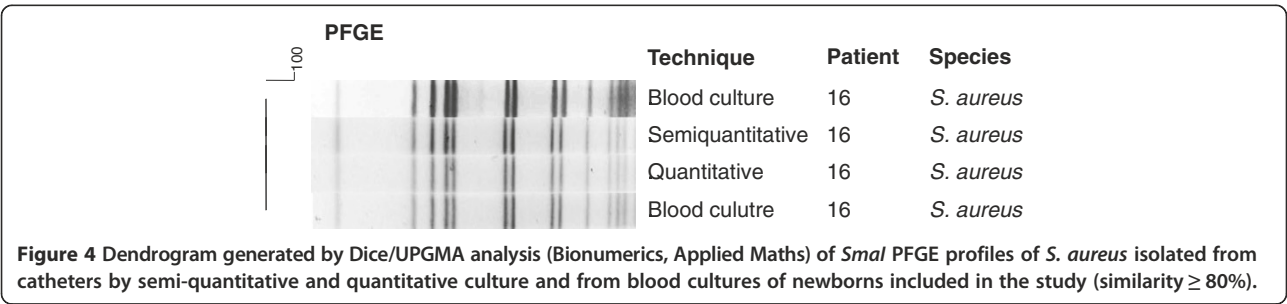 PFGE
100
Technique Patient Species
Blood culture 16 S. aureus
Semiquantitative 16 S. aureus
Quantitative 16 S. aureus
Blood culutre 16 S. aureus
Figure 4 Dendrogram generated by Dice/UPGMA analysis (Bionumerics, Applied Maths) of SmaI PFGE profiles of S. aureus isolated from
catheters by semi-quantitative and quantitative culture and from blood cultures of newborns included in the study (similarity ≥ 80%).